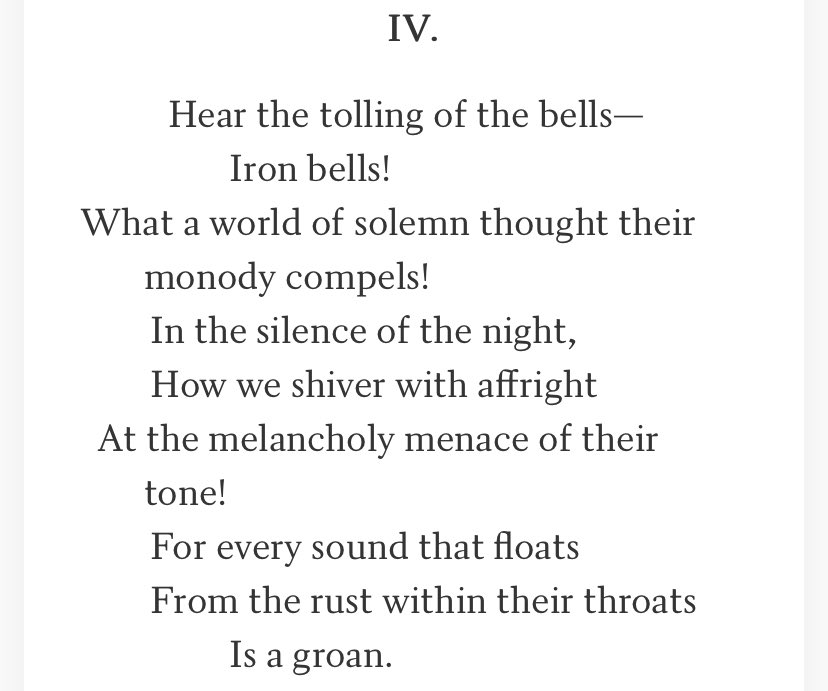 IV.
Hear the tolling of the bells—
Iron bells!
What a world of solemn thought their
monody compels!
In the silence of the night,
How we shiver with affright
At the melancholy menace of their
tone!
For every sound that floats
From the rust within their throats
Is a groan.